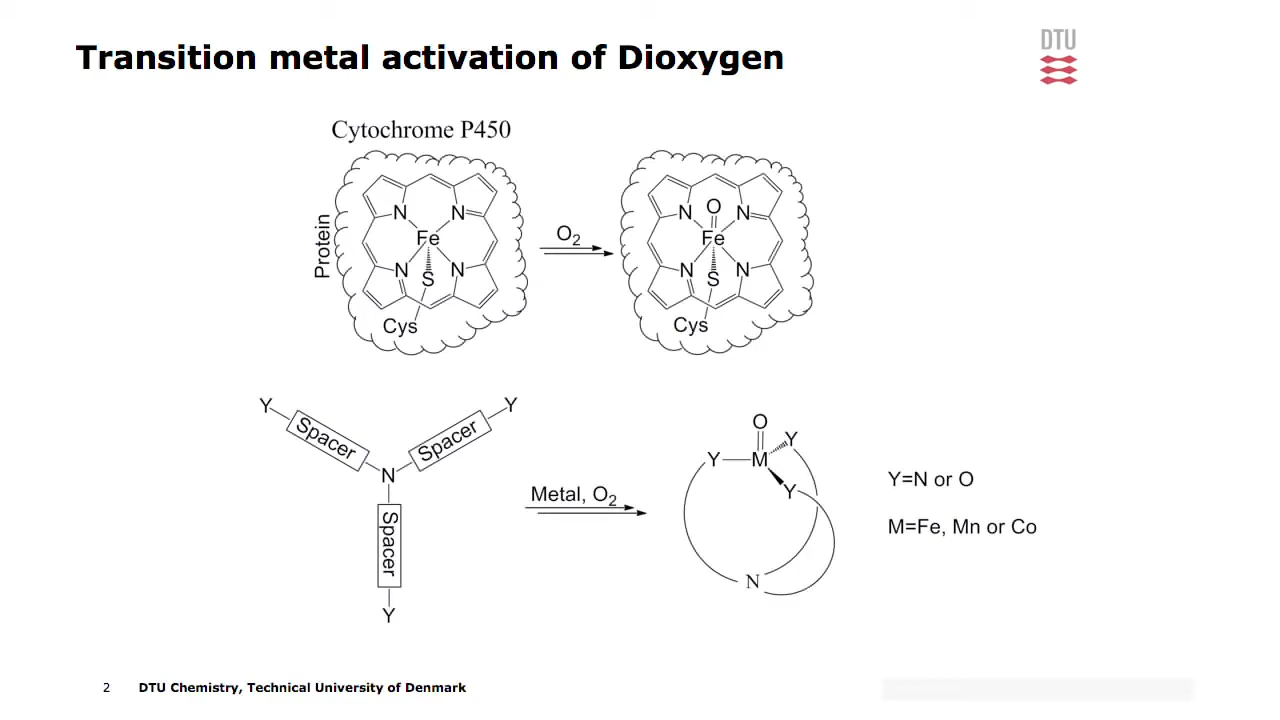 Transition metal activation of Dioxygen
DTU
Cytochrome P450
Protein
N
N
Fe
N
N
S
Cys
O2
O
N
N
Fe
N
N
S
Cys
Y
Spacer
Y
Spacer
N
Spacer
Y
Metal, O2
O
Y
M
Y
Y
N
Y=N or O
M=Fe, Mn or Co
2
DTU Chemistry, Technical University of Denmark